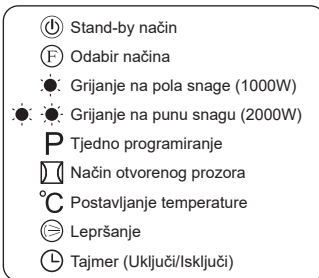 Stand-by način
F Odabir načina
Grijanje na pola snage (1000W)
Grijanje na punu snagu (2000W)
P Tjedno programiranje
Način otvorenog prozora
°C Postavljanje temperature
Lepršanje
Tajmer (Uključi/Isključi)